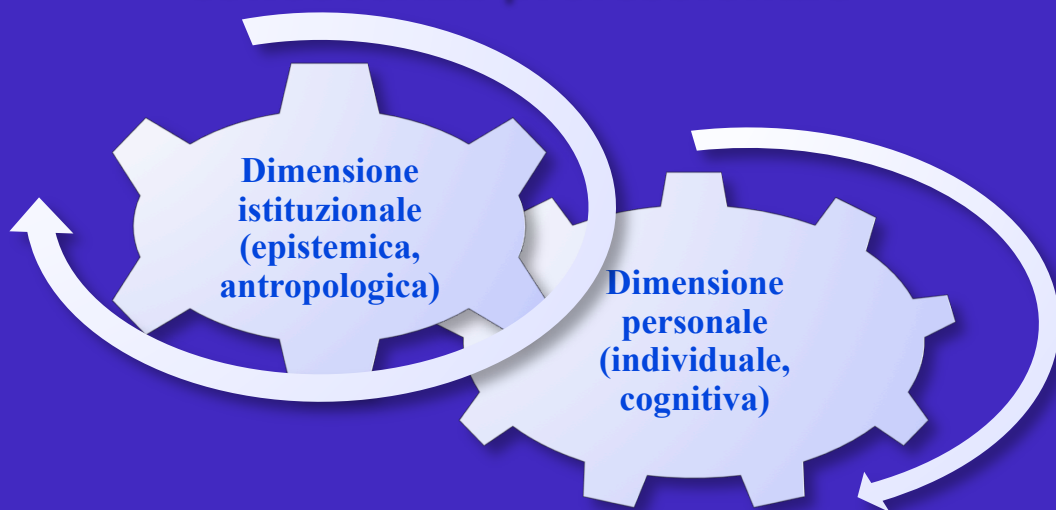 Dimensione
istituzionale
(epistemica,
antropologica)
Dimensione
personale
(individuale,
cognitiva)